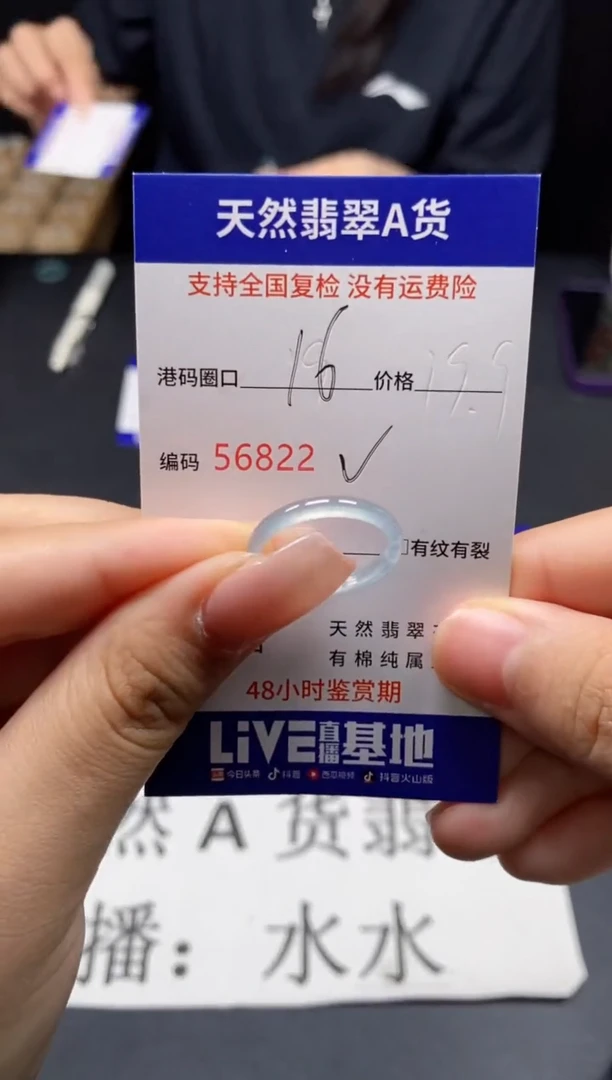 天然翡翠A货
支持全国复检 没有运费险
港码圈口 16 价格 19.9
编码 56822 ✓
□有纹有裂
天然翡翠
有棉纯属
48小时鉴赏期
LiVE直播基地
今日头条 抖音 西瓜视频 抖音火山版
然A货翡
播：水水